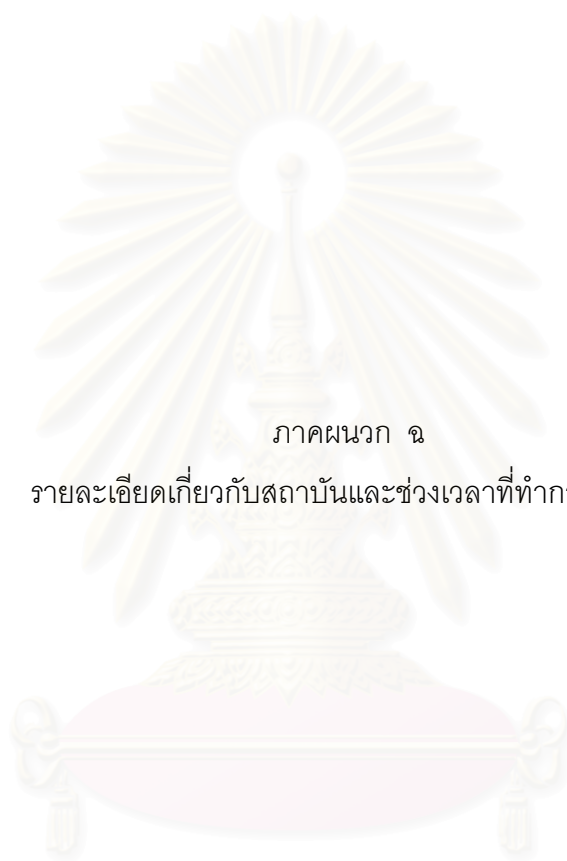 ภาคผนวก ฉ
รายละเอียดเกี่ยวกับสถาบันและช่วงเวลาที่ทำ